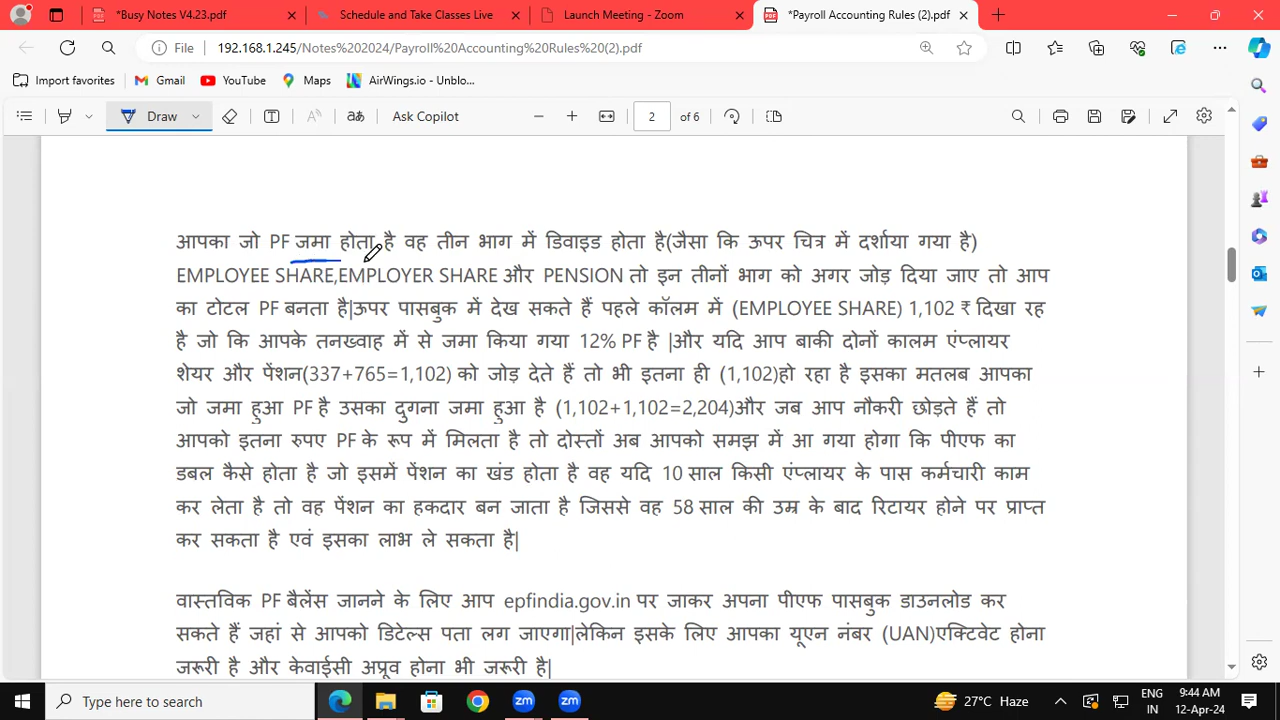 *Busy Notes V4.23.pdf
Schedule and Take Classes Live
Launch Meeting - Zoom
*Payroll Accounting Rules (2).pdf
File
192.168.1.245/Notes%202024/Payroll%20Accounting%20Rules%20(2).pdf
Import favorites
Gmail
YouTube
Maps
AirWings.io - Unblo...
Draw
Ask Copilot
2
of 6
आपका जो PF जमा होता है वह तीन भाग में डिवाइड होता है(जैसा कि ऊपर चित्र में दर्शाया गया है)
EMPLOYEE SHARE,EMPLOYER SHARE और PENSION तो इन तीनों भाग को अगर जोड़ दिया जाए तो आप
का टोटल PF बनता है|ऊपर पासबुक में देख सकते हैं पहले कॉलम में (EMPLOYEE SHARE) 1,102 ₹ दिखा रह
है जो कि आपके तनख्वाह में से जमा किया गया 12% PF है |और यदि आप बाकी दोनों कालम एंप्लायर
शेयर और पेंशन(337+765=1,102) को जोड़ देते हैं तो भी इतना ही (1,102)हो रहा है इसका मतलब आपका
जो जमा हुआ PF है उसका दुगना जमा हुआ है (1,102+1,102=2,204)और जब आप नौकरी छोड़ते हैं तो
आपको इतना रुपए PF के रूप में मिलता है तो दोस्तों अब आपको समझ में आ गया होगा कि पीएफ का
डबल कैसे होता है जो इसमें पेंशन का खंड होता है वह यदि 10 साल किसी एंप्लायर के पास कर्मचारी काम
कर लेता है तो वह पेंशन का हकदार बन जाता है जिससे वह 58 साल की उम्र के बाद रिटायर होने पर प्राप्त
कर सकता है एवं इसका लाभ ले सकता है|
वास्तविक PF बैलेंस जानने के लिए आप epfindia.gov.in पर जाकर अपना पीएफ पासबुक डाउनलोड कर
सकते हैं जहां से आपको डिटेल्स पता लग जाएगा|लेकिन इसके लिए आपका यूएन नंबर (UAN)एक्टिवेट होना
जरूरी है और केवाईसी अप्रूव होना भी जरूरी है|
Type here to search
27°C Haze
ENG
IN
9:44 AM
12-Apr-24